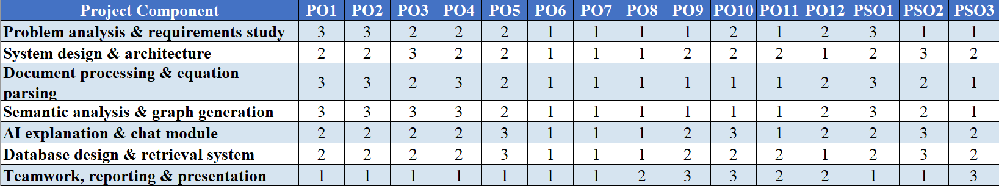 Project Component PO1 PO2 PO3 PO4 PO5 PO6 PO7 PO8 PO9 PO10 PO11 PO12 PSO1 PSO2 PSO3
Problem analysis & requirements study 3 3 2 2 2 1 1 1 1 2 1 2 3 1 1
System design & architecture 2 2 3 2 2 1 1 1 2 2 2 1 2 3 2
Document processing & equation
parsing 3 3 2 3 2 1 1 1 1 1 1 2 3 2 1
Semantic analysis & graph generation 3 3 3 3 2 1 1 1 1 1 1 2 3 2 1
AI explanation & chat module 2 2 2 2 3 1 1 1 2 3 1 2 2 3 2
Database design & retrieval system 2 2 2 2 3 1 1 1 2 2 2 1 2 3 2
Teamwork, reporting & presentation 1 1 1 1 1 1 1 2 3 3 2 2 1 1 3